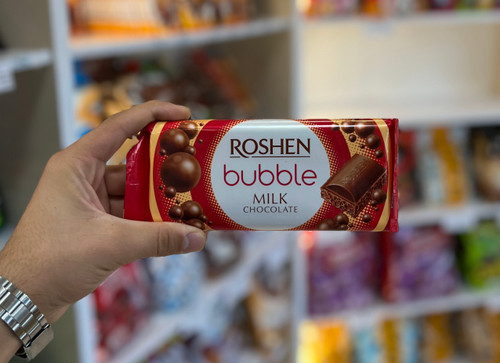 ROSHEN
bubble
MILK
CHOCOLATE